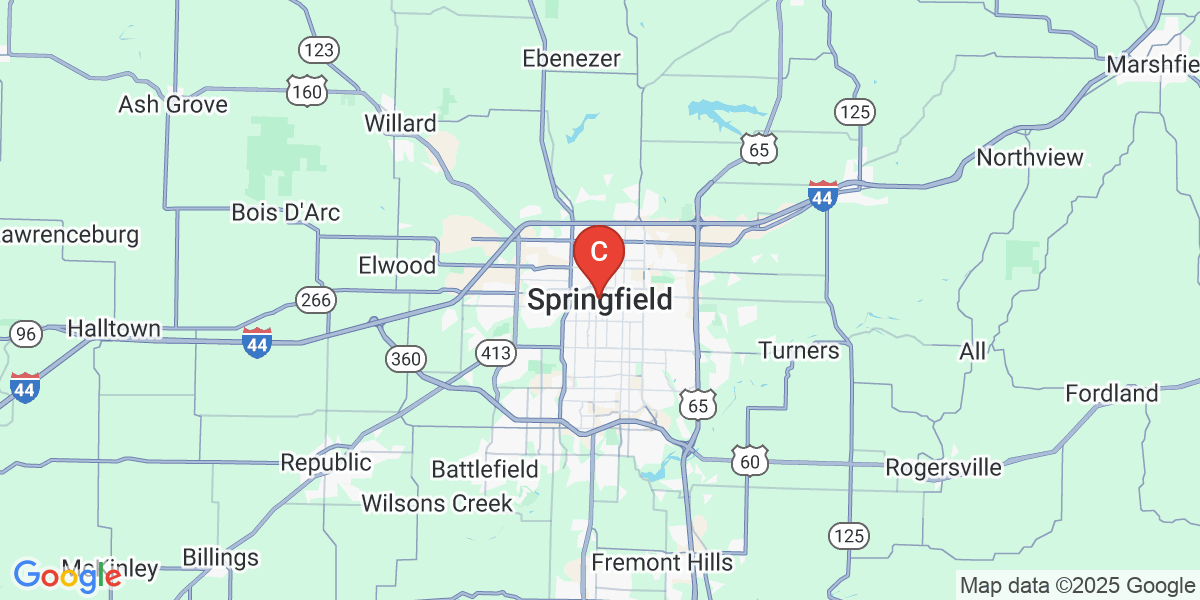 123
Ebenezer
Marshfie
160
Ash Grove
125
Willard
65
Northview
44
Bois D'Arc
Lawrenceburg
C
Elwood
266
Springfield
96
Halltown
44
413
Turners
All
360
44
Fordland
65
Republic
Battlefield
60
Rogersville
Wilsons Creek
125
Billings
Fremont Hills
McKinley
Google
Map data ©2025 Google